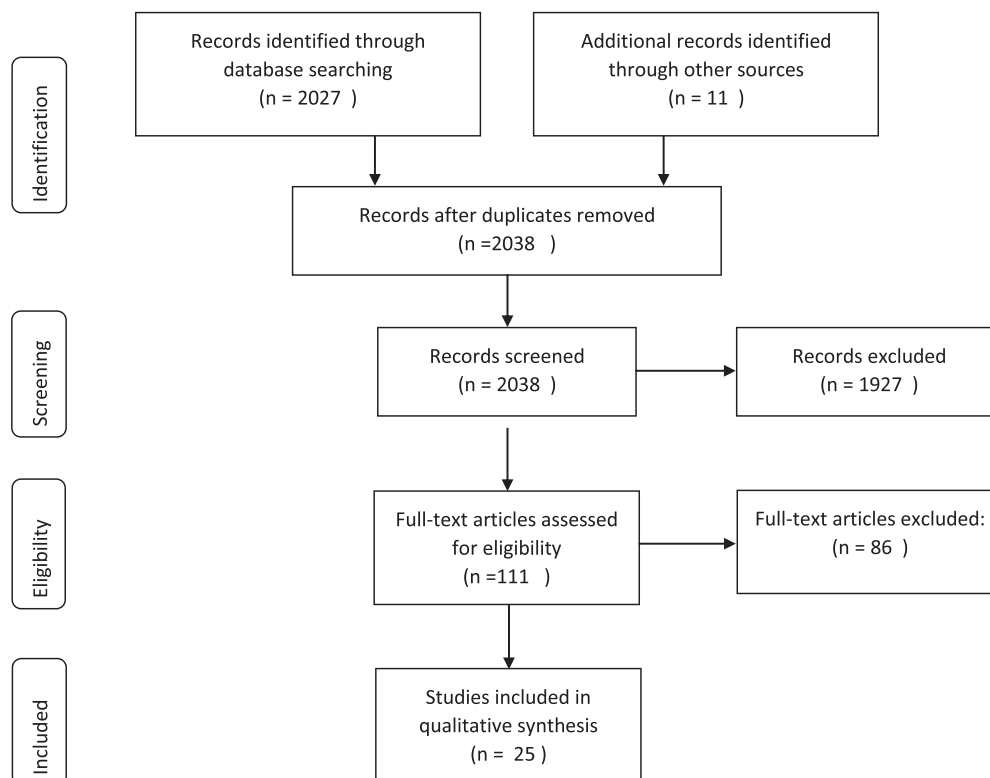 Identification
Records identified through
database searching
(n = 2027  )
Additional records identified
through other sources
(n = 11  )
Records after duplicates removed
(n =2038   )
Screening
Records screened
(n = 2038  )
Records excluded
(n = 1927  )
Eligibility
Full-text articles assessed
for eligibility
(n =111   )
Full-text articles excluded:
(n = 86  )
Included
Studies included in
qualitative synthesis
(n =  25 )